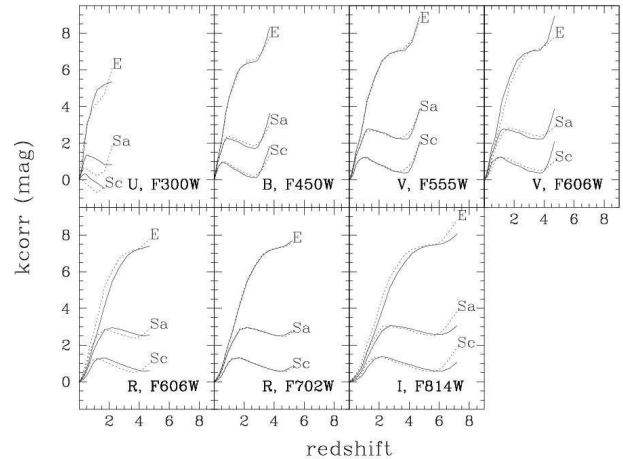 8
6
4
2
0
kcorr (mag)
E
Sa
Sc
U, F300W
E
Sa
Sc
B, F450W
E
Sa
Sc
V, F555W
E
Sa
Sc
V, F606W
2 4 6 8
8
6
4
2
0
E
Sa
Sc
R, F606W
E
Sa
Sc
R, F702W
E
Sa
Sc
I, F814W
2 4 6 8
2 4 6 8
2 4 6 8
redshift